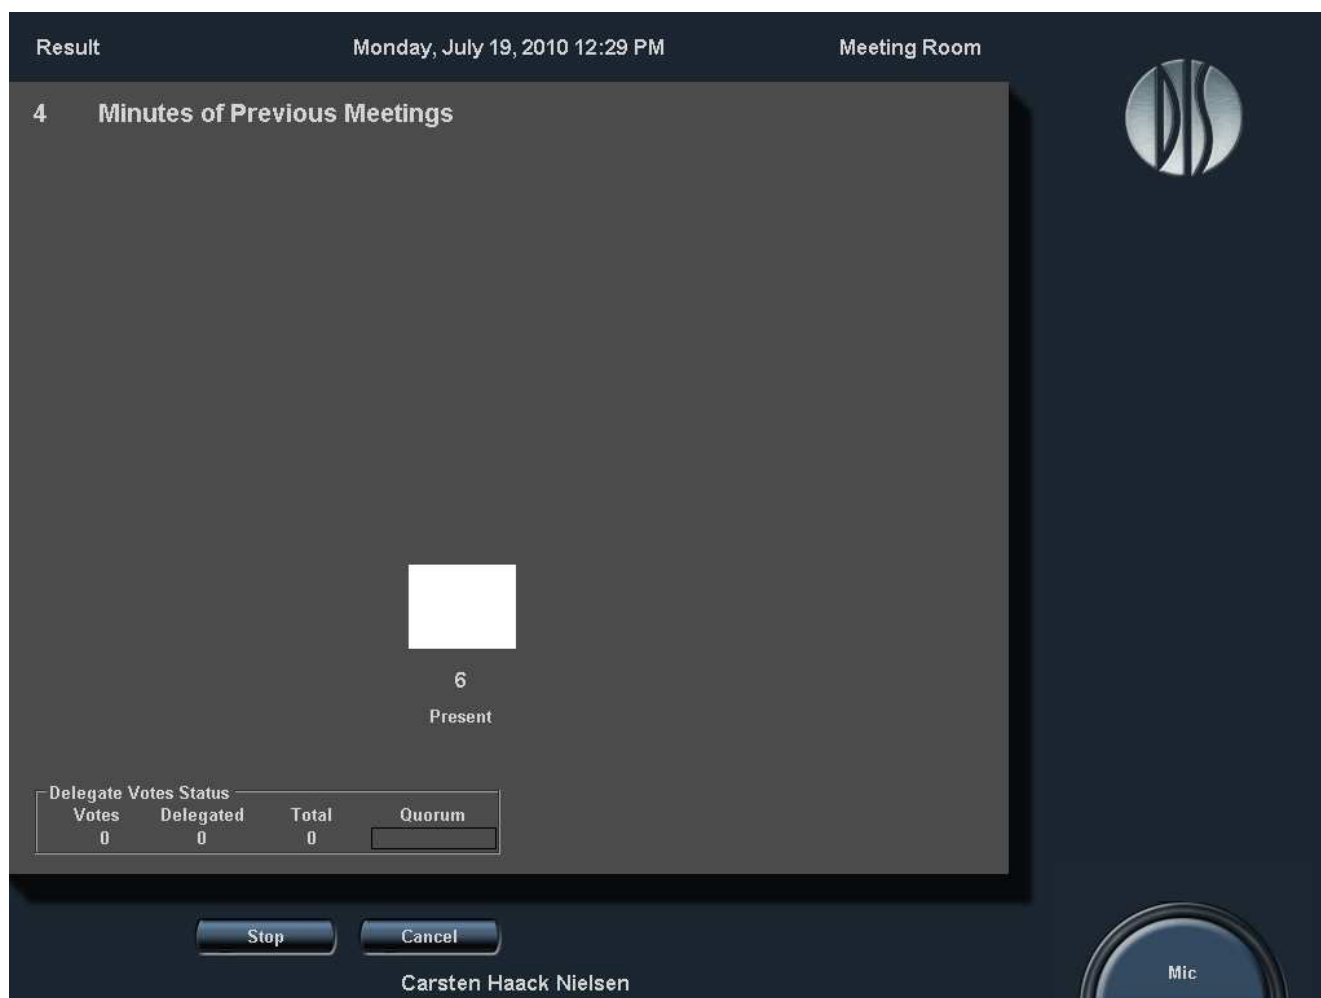 Result Monday, July 19, 2010 12:29 PM Meeting Room
DIS
4 Minutes of Previous Meetings
6
Present
Delegate Votes Status
Votes Delegated Total Quorum
0 0 0
Stop Cancel
Carsten Haack Nielsen
Mic